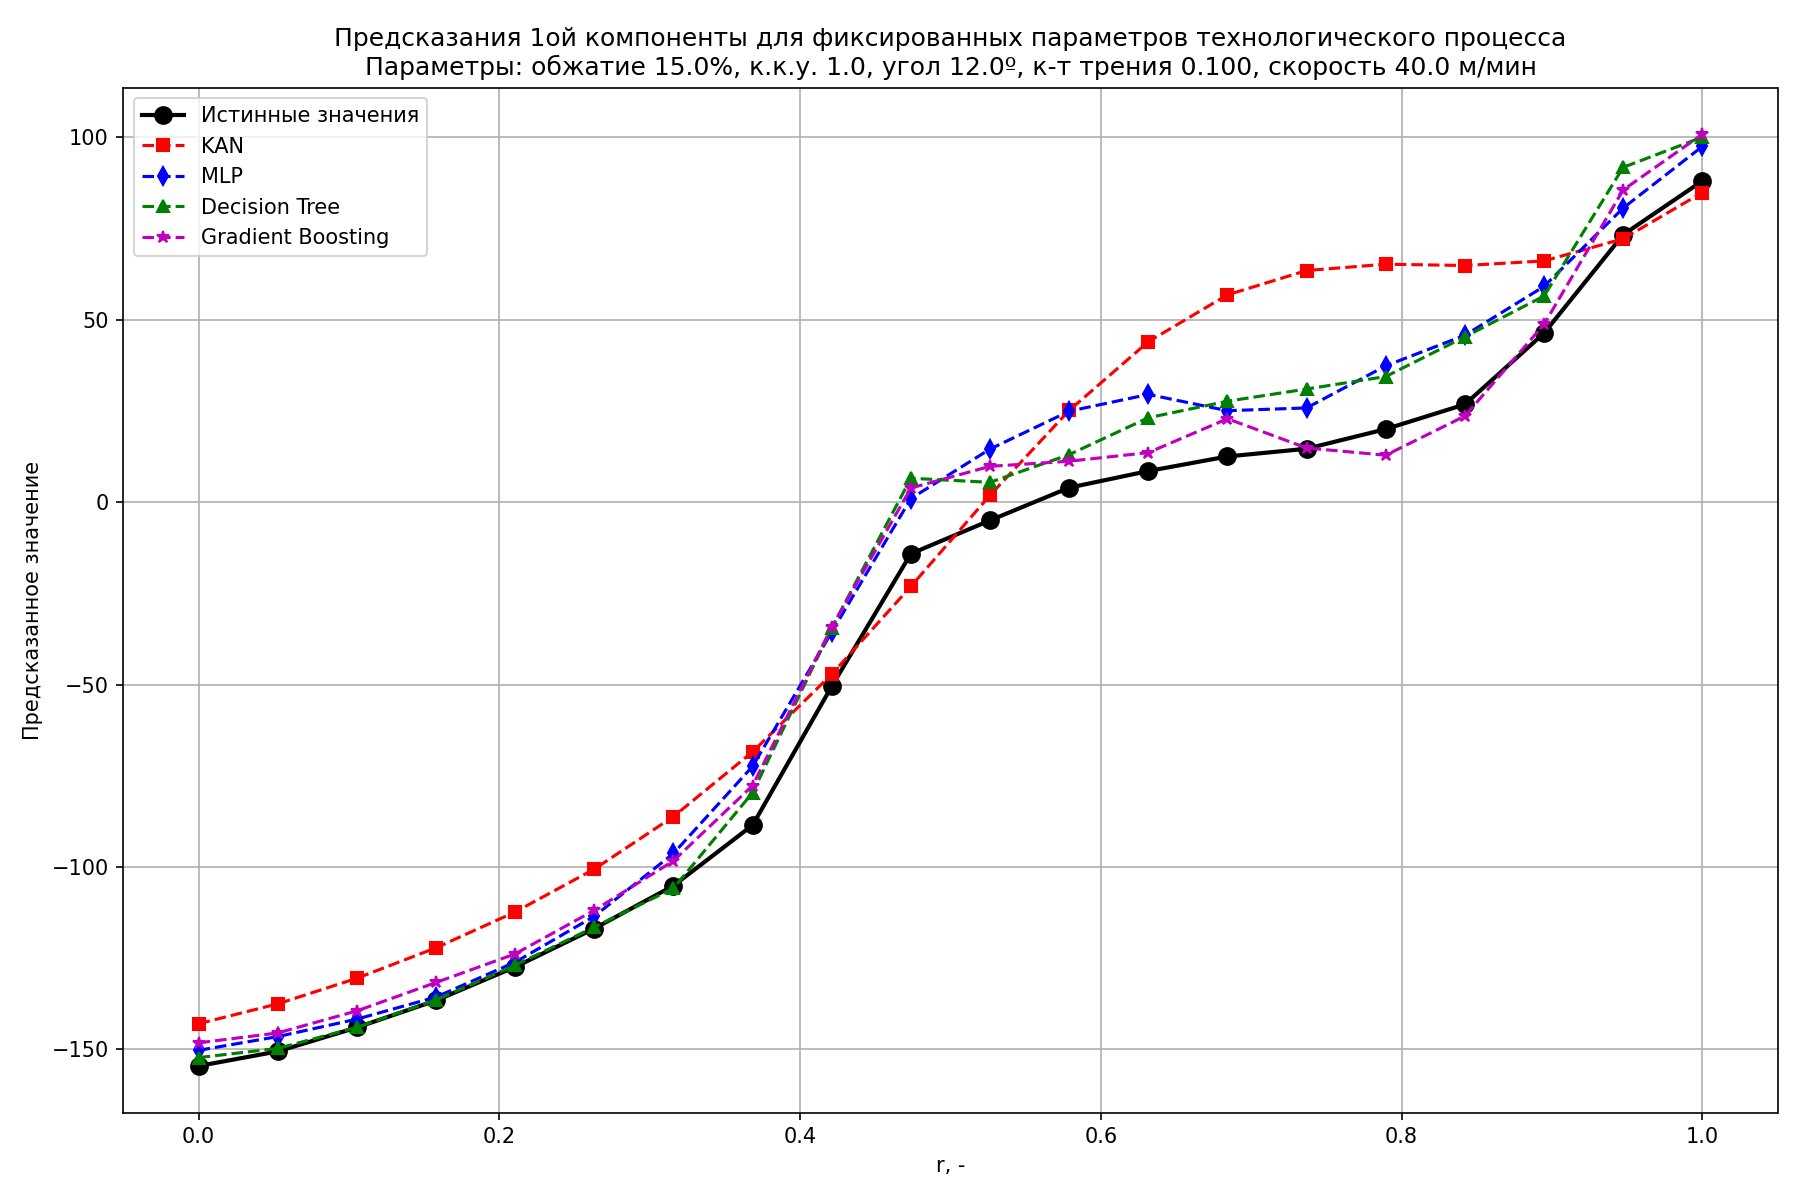 Предсказания 1ой компоненты для фиксированных параметров технологического процесса
Параметры: обжатие 15.0%, к.к.у. 1.0, угол 12.0º, к-т трения 0.100, скорость 40.0 м/мин
Истинные значения
KAN
MLP
Decision Tree
Gradient Boosting
Предсказанное значение
100
50
0
−50
−100
−150
0.0
0.2
0.4
0.6
0.8
1.0
r, -